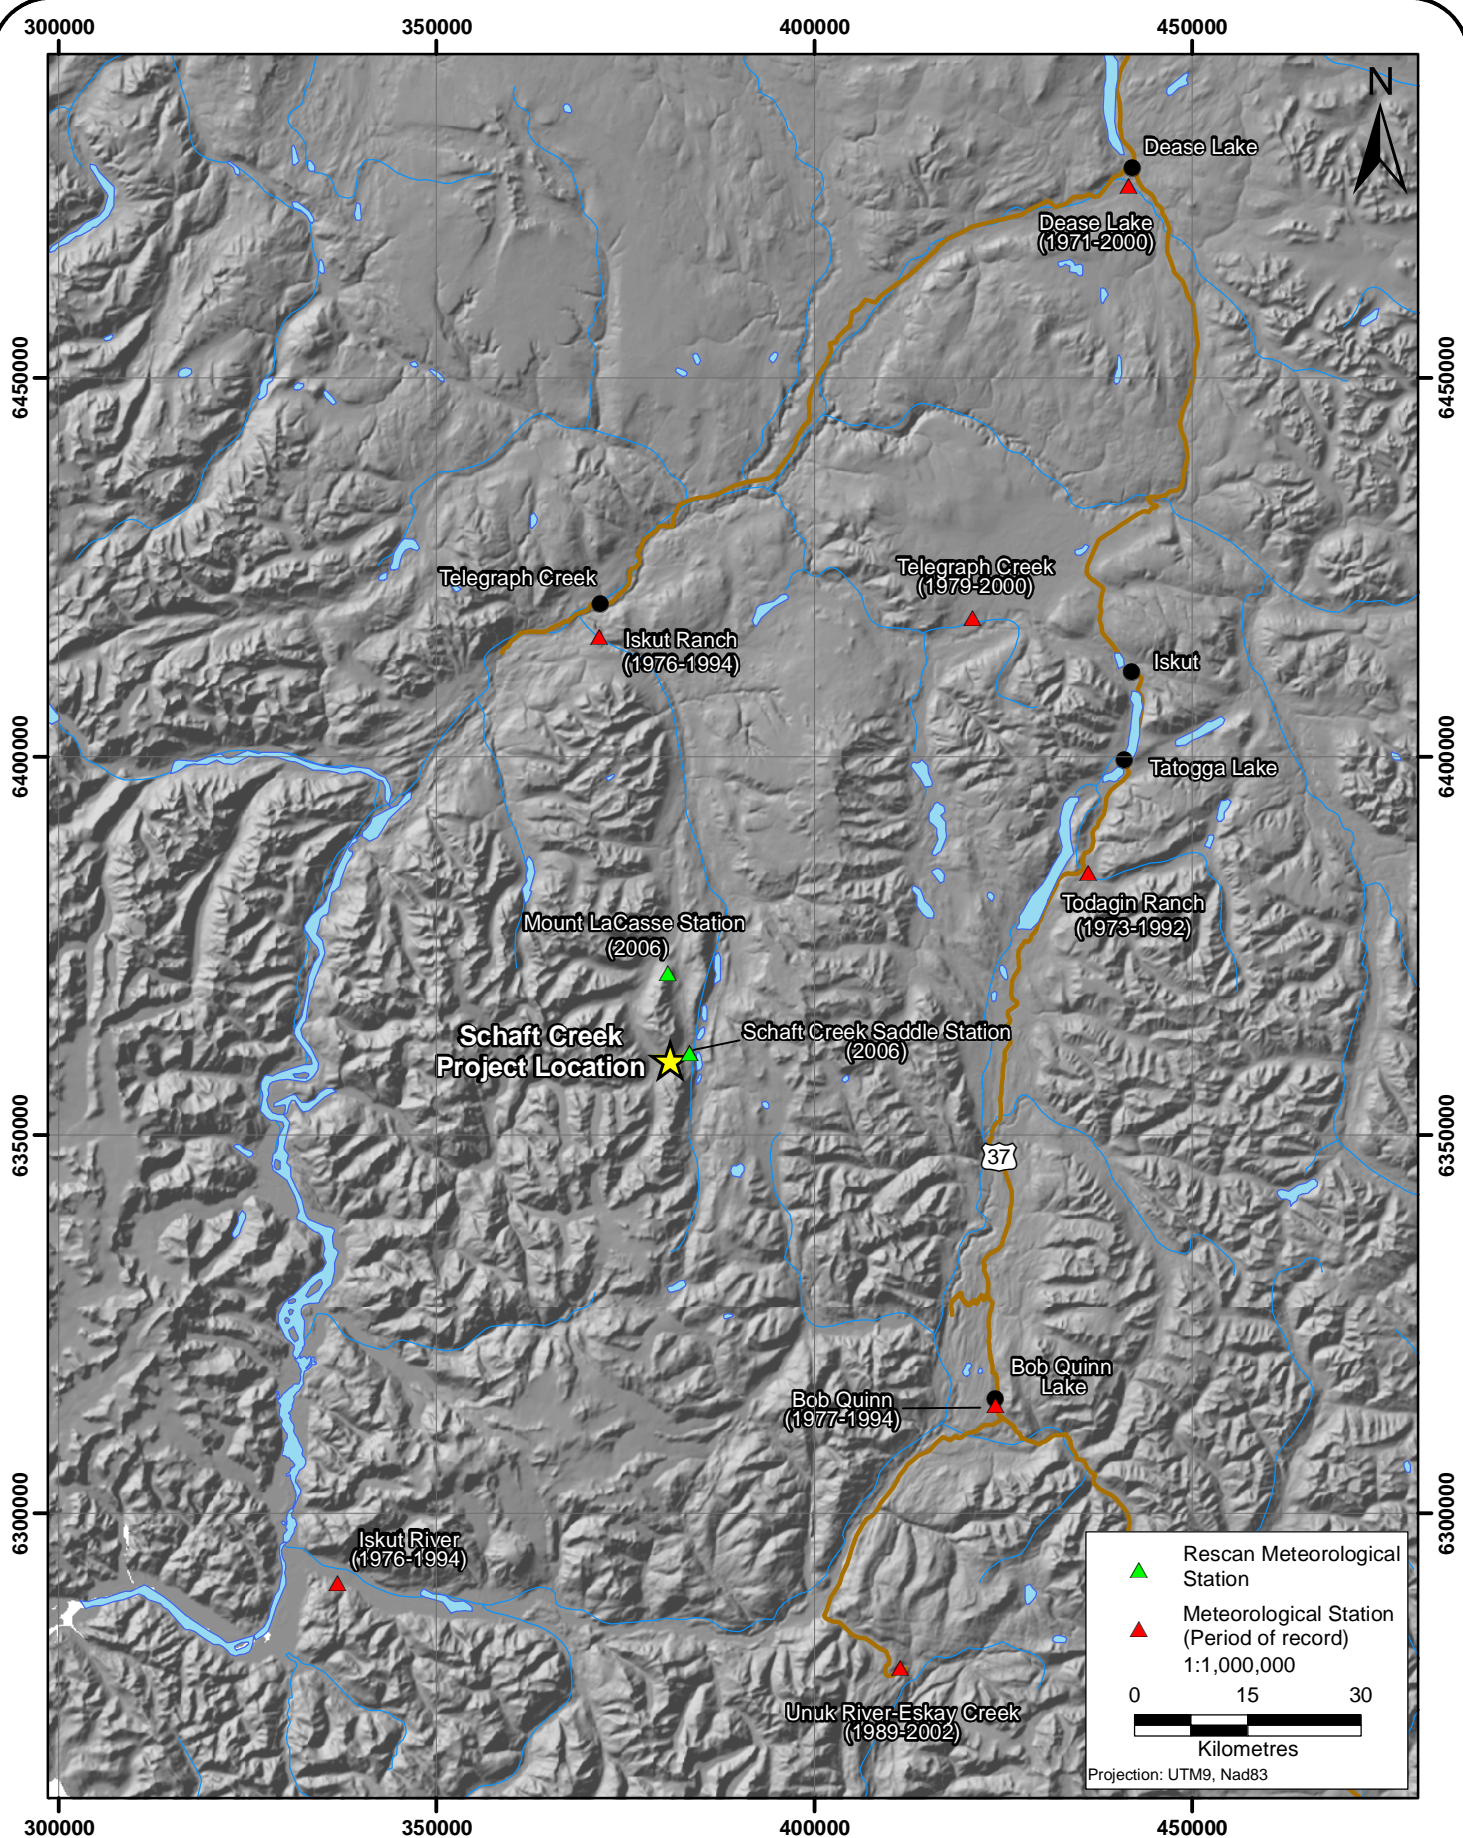 300000
350000
400000
450000
N
Dease Lake
Dease Lake
(1971-2000)
6450000
6450000
Telegraph Creek
Telegraph Creek
(1979-2000)
Iskut Ranch
(1976-1994)
Iskut
6400000
6400000
Tatogga Lake
Todagin Ranch
(1973-1992)
Mount LaCasse Station
(2006)
Schaft Creek
Project Location
Schaft Creek Saddle Station
(2006)
6350000
6350000
37
Bob Quinn
Lake
Bob Quinn
(1977-1994)
6300000
6300000
Iskut River
(1976-1994)
Unuk River-Eskay Creek
(1989-2002)
Rescan Meteorological
Station
Meteorological Station
(Period of record)
1:1,000,000
0
15
30
Kilometres
Projection: UTM9, Nad83
300000
350000
400000
450000